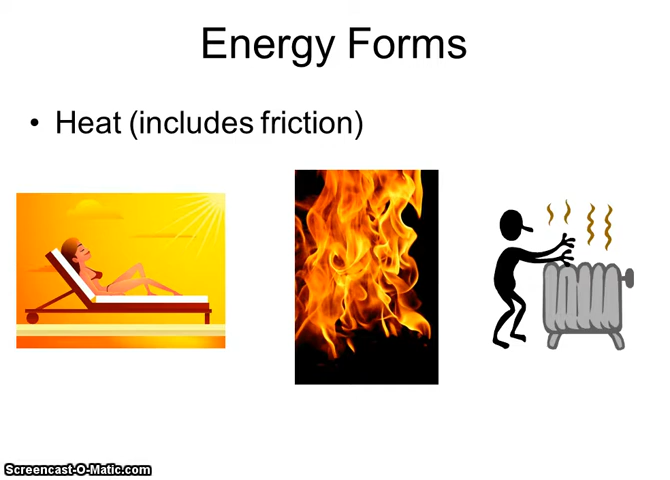 Energy Forms
• Heat (includes friction)
Screencast-O-Matic.com